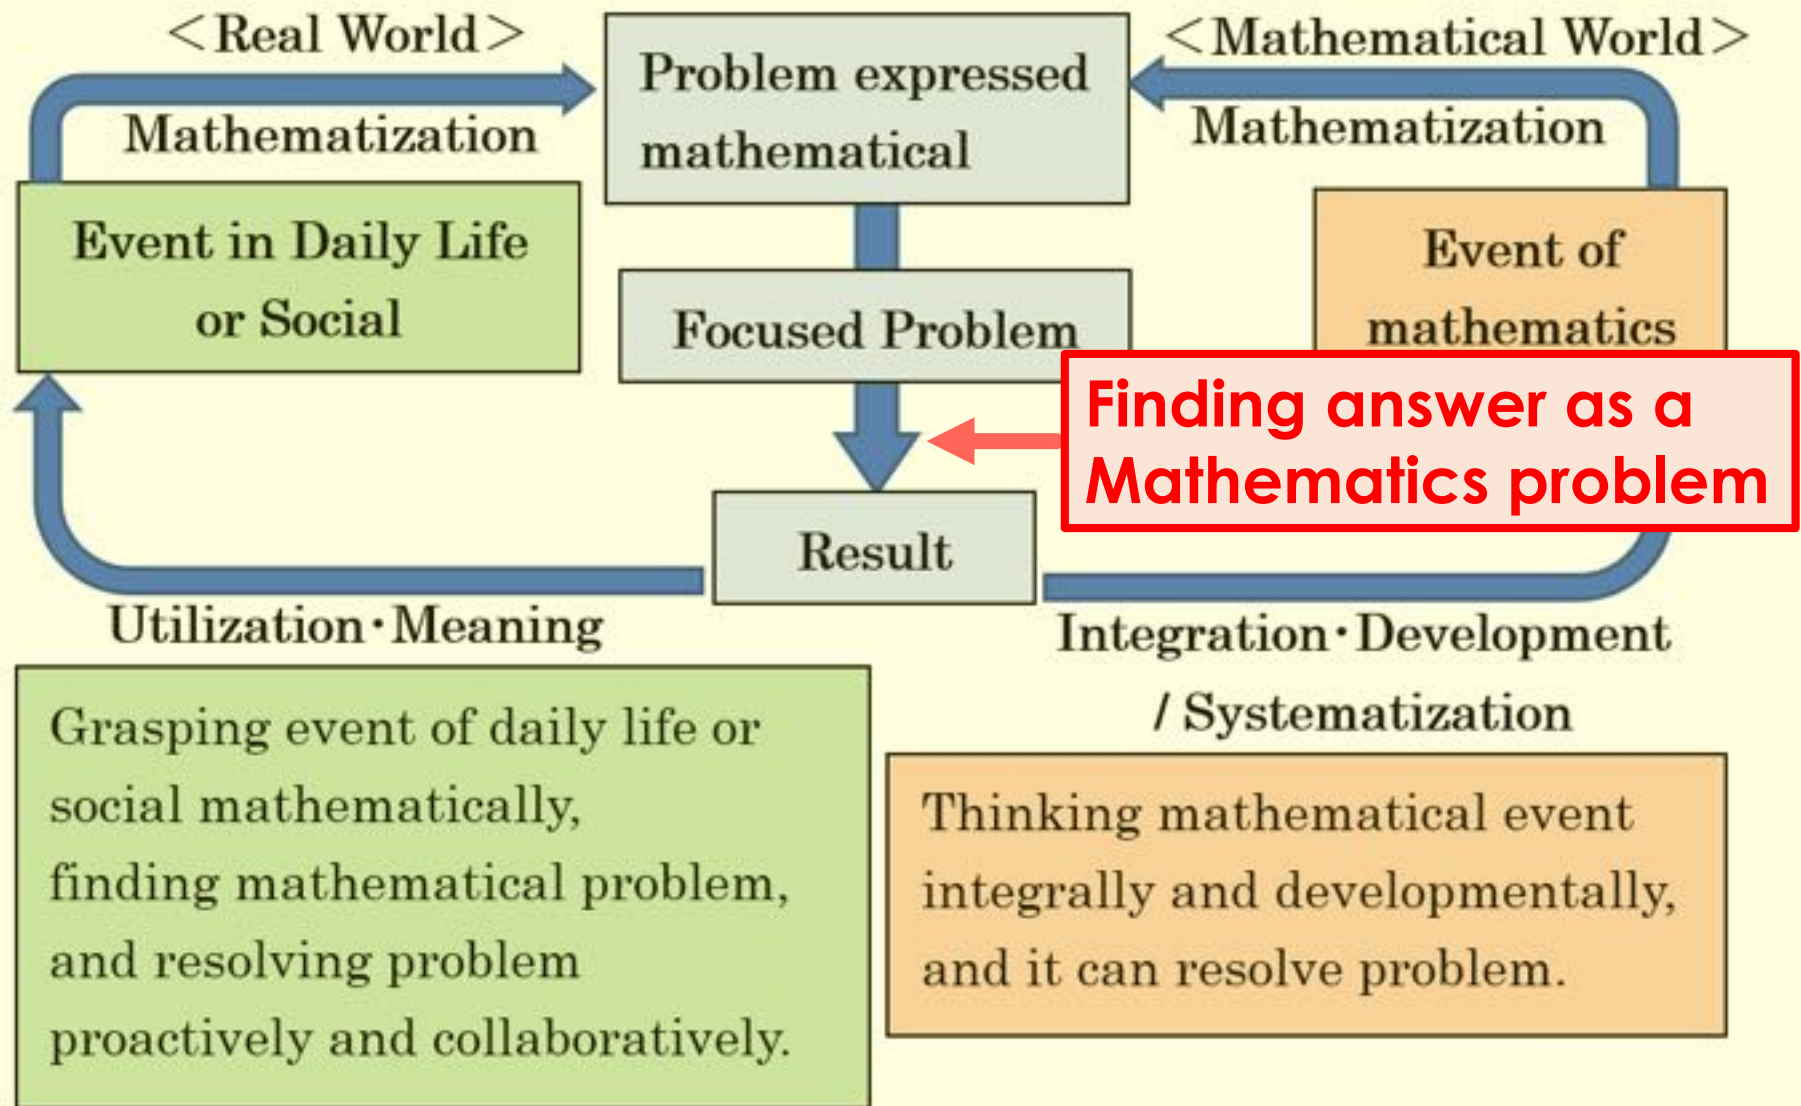 <Real World>
Mathematization
Problem expressed
mathematical
<Mathematical World>
Mathematization
Event in Daily Life
or Social
Focused Problem
Event of
mathematics
Finding answer as a
Mathematics problem
Result
Utilization・Meaning
Integration・Development
/ Systematization
Grasping event of daily life or
social mathematically,
finding mathematical problem,
and resolving problem
proactively and collaboratively.
Thinking mathematical event
integrally and developmentally,
and it can resolve problem.